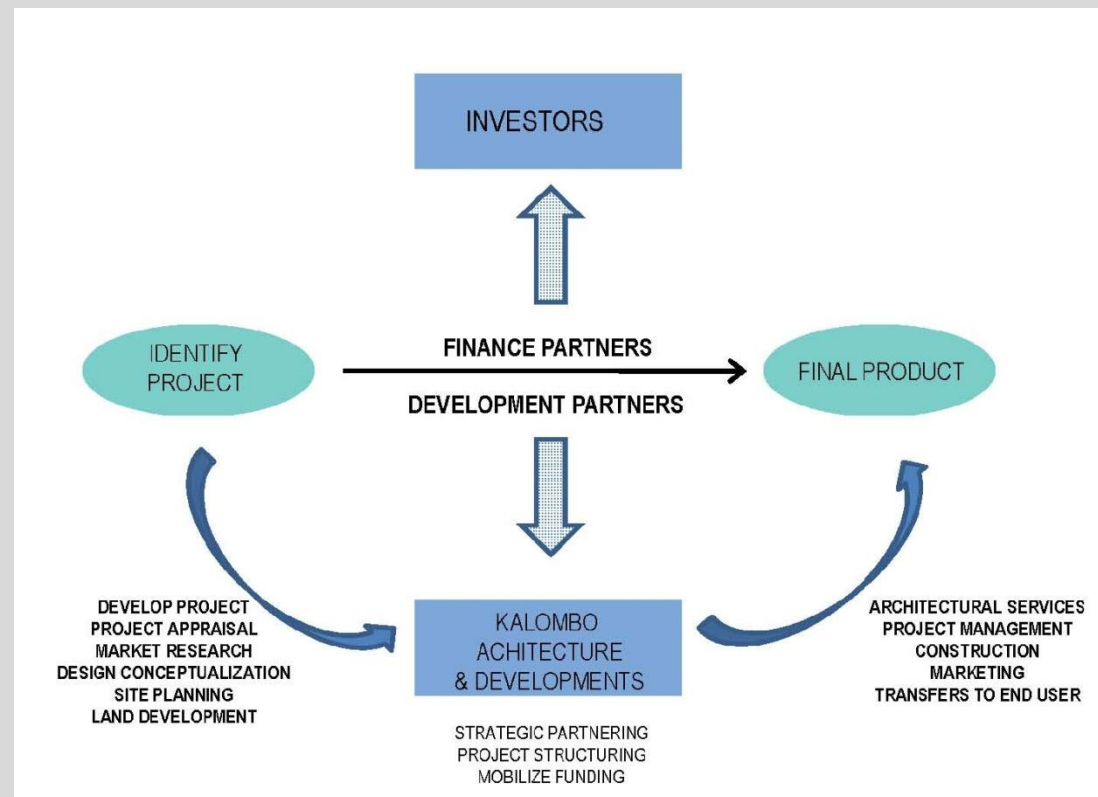 INVESTORS
IDENTIFY
PROJECT
FINANCE PARTNERS
DEVELOPMENT PARTNERS
FINAL PRODUCT
DEVELOP PROJECT
PROJECT APPRAISAL
MARKET RESEARCH
DESIGN CONCEPTUALIZATION
SITE PLANNING
LAND DEVELOPMENT
KALOMBO
ACHITECTURE
& DEVELOPMENTS
STRATEGIC PARTNERING
PROJECT STRUCTURING
MOBILIZE FUNDING
ARCHITECTURAL SERVICES
PROJECT MANAGEMENT
CONSTRUCTION
MARKETING
TRANSFERS TO END USER